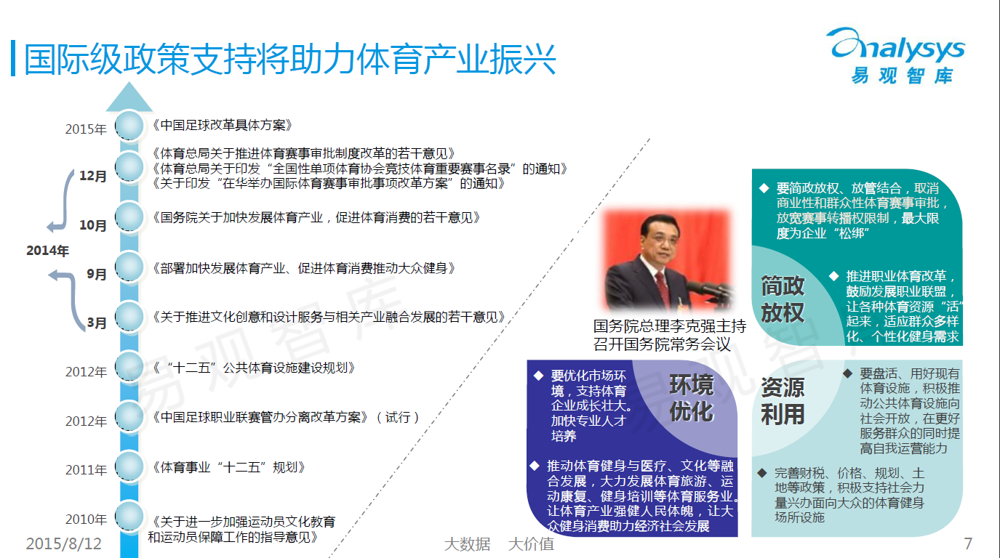 国际级政策支持将助力体育产业振兴
analysys
易观智库
2015年
《中国足球改革具体方案》
《体育总局关于推进体育赛事审批制度改革的若干意见》
12月
《体育总局关于印发“全国性单项体育协会竞技体育重要赛事名录”的通知》
《关于印发“在华举办国际体育赛事审批事项改革方案”的通知》
10月
《国务院关于加快发展体育产业，促进体育消费的若干意见》
2014年
9月
《部署加快发展体育产业、促进体育消费推动大众健身》
3月
《关于推进文化创意和设计服务与相关产业融合发展的若干意见》
2012年
《“十二五”公共体育设施建设规划》
2012年
《中国足球职业联赛管办分离改革方案》（试行）
2011年
《体育事业“十二五”规划》
2010年
《关于进一步加强运动员文化教育
和运动员保障工作的指导意见》
国务院总理李克强主持
召开国务院常务会议
◆ 要简政放权、放管结合，取消
商业性和群众性体育赛事审批，
放宽赛事转播权限制，最大限
度为企业“松绑”
简政
放权
◆ 推进职业体育改革，
鼓励发展职业联盟，
让各种体育资源“活”
起来，适应群众多样
化、个性化健身需求
◆ 要优化市场环
境，支持体育
企业成长壮大。
加快专业人才
培养
环境
优化
◆ 推动体育健身与医疗、文化等融
合发展，大力发展体育旅游、运
动康复、健身培训等体育服务业。
让体育产业强健人民体魄，让大
众健身消费助力经济社会发展
资源
利用
◆ 要盘活、用好现有
体育设施，积极推
动公共体育设施向
社会开放，在更好
服务群众的同时提
高自我运营能力
◆ 完善财税、价格、规划、土
地等政策，积极支持社会力
量兴办面向大众的体育健身
场所设施
易观智库
易观智库
2015/8/12
大数据 大价值
7